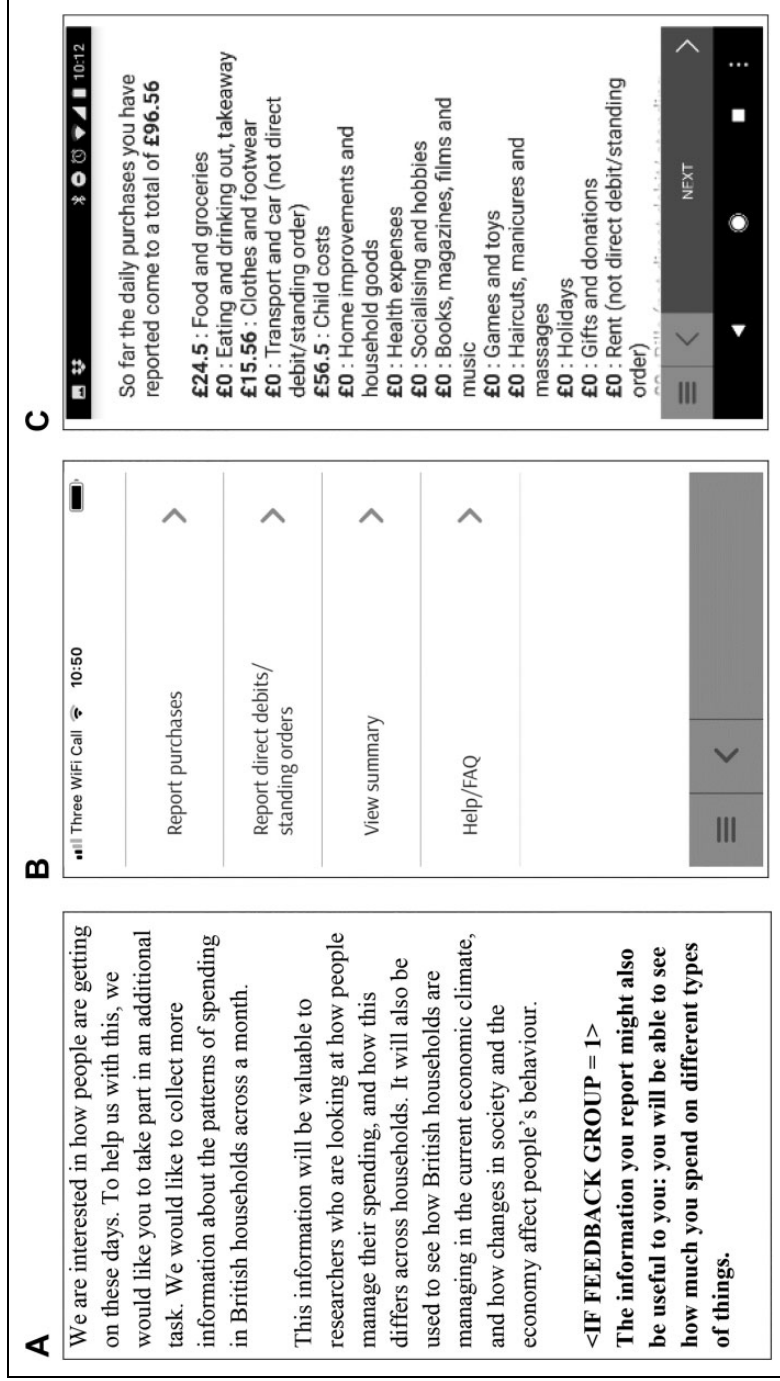 A
We are interested in how people are getting
on these days. To help us with this, we
would like you to take part in an additional
task. We would like to collect more
information about the patterns of spending
in British households across a month.
This information will be valuable to
researchers who are looking at how people
manage their spending, and how this
differs across households. It will also be
used to see how British households are
managing in the current economic climate,
and how changes in society and the
economy affect people's behaviour.
<IF FEEDBACK GROUP = 1>
The information you report might also
be useful to you: you will be able to see
how much you spend on different types
of things.
B
Three WiFi Call 10:50
Report purchases
Report direct debits/
standing orders
View summary
Help/FAQ
C
10:12
So far the daily purchases you have
reported come to a total of £96.56
£24.5 : Food and groceries
£0 : Eating and drinking out, takeaway
£15.56 : Clothes and footwear
£0 : Transport and car (not direct
debit/standing order)
£56.5 : Child costs
£0 : Home improvements and
household goods
£0 : Health expenses
£0 : Socialising and hobbies
£0 : Books, magazines, films and
music
£0 : Games and toys
£0 : Haircuts, manicures and
massages
£0 : Holidays
£0 : Gifts and donations
£0 : Rent (not direct debit/standing
order)
NEXT